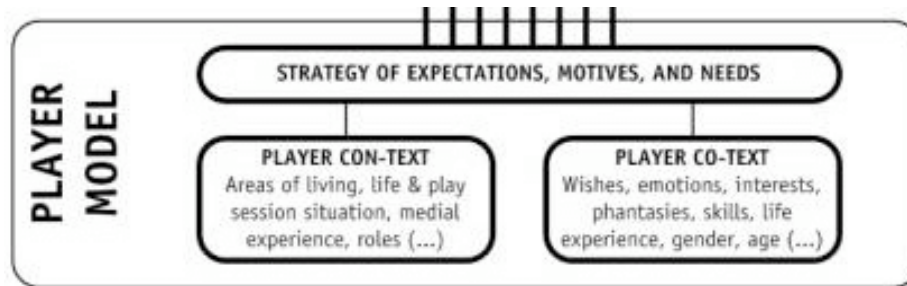 PLAYER
MODEL
STRATEGY OF EXPECTATIONS, MOTIVES, AND NEEDS
PLAYER CON-TEXT
Areas of living, life & play
session situation, medial
experience, roles (...)
PLAYER CO-TEXT
Wishes, emotions, interests,
phantasies, skills, life
experience, gender, age (...)